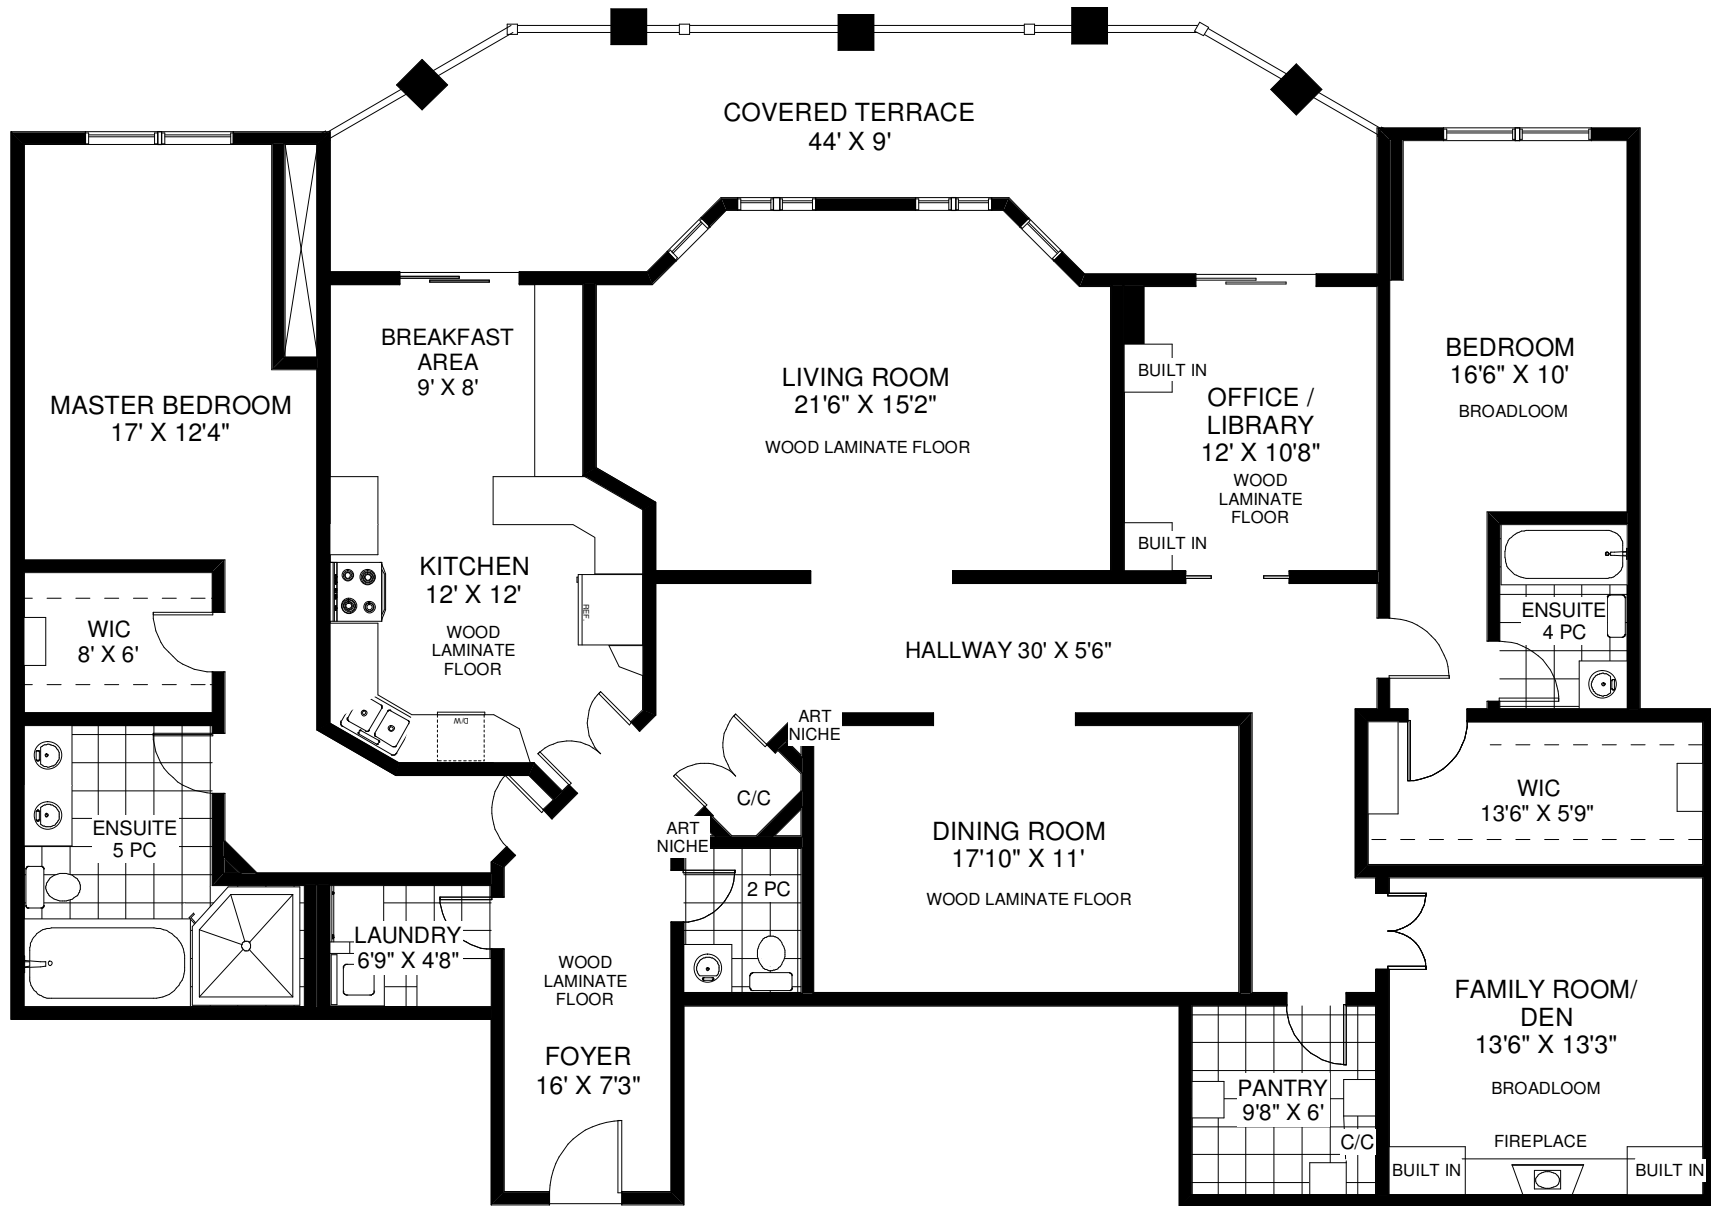 COVERED TERRACE
44' X 9'
BREAKFAST
AREA
9' X 8'
LIVING ROOM
21'6" X 15'2"
WOOD LAMINATE FLOOR
BUILT IN
OFFICE /
LIBRARY
12' X 10'8"
WOOD
LAMINATE
FLOOR
BUILT IN
BEDROOM
16'6" X 10'
BROADLOOM
MASTER BEDROOM
17' X 12'4"
KITCHEN
12' X 12'
WOOD
LAMINATE
FLOOR
REF.
D/W
WIC
8' X 6'
HALLWAY 30' X 5'6"
ENSUITE
4 PC
ART
NICHE
C/C
ART
NICHE
WIC
13'6" X 5'9"
ENSUITE
5 PC
DINING ROOM
17'10" X 11'
WOOD LAMINATE FLOOR
2 PC
LAUNDRY
6'9" X 4'8"
WOOD
LAMINATE
FLOOR
FOYER
16' X 7'3"
FAMILY ROOM/
DEN
13'6" X 13'3"
BROADLOOM
FIREPLACE
BUILT IN
BUILT IN
PANTRY
9'8" X 6'
C/C